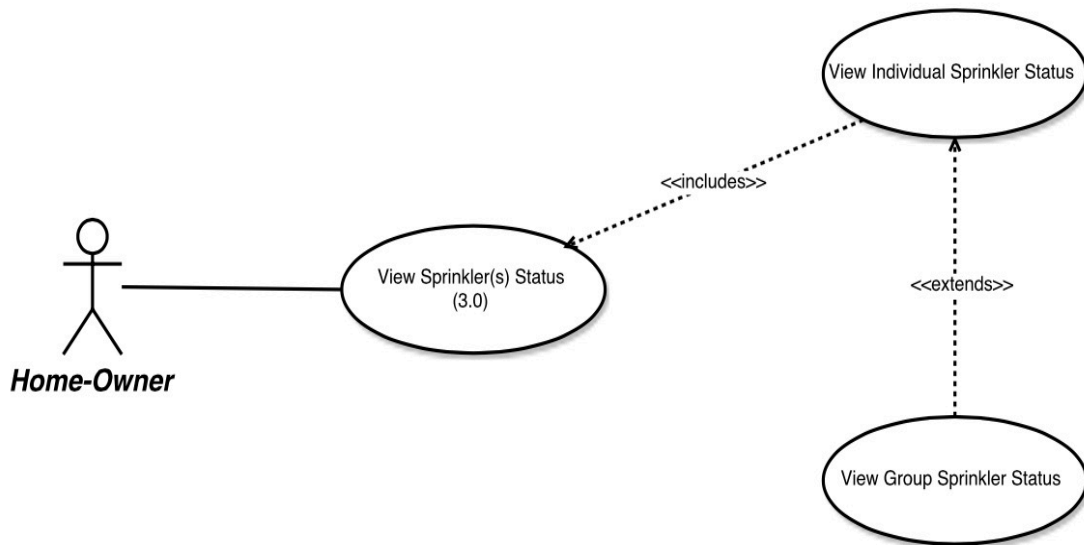 View Individual Sprinkler Status
<<includes>>
View Sprinkler(s) Status
(3.0)
<<extends>>
Home-Owner
View Group Sprinkler Status